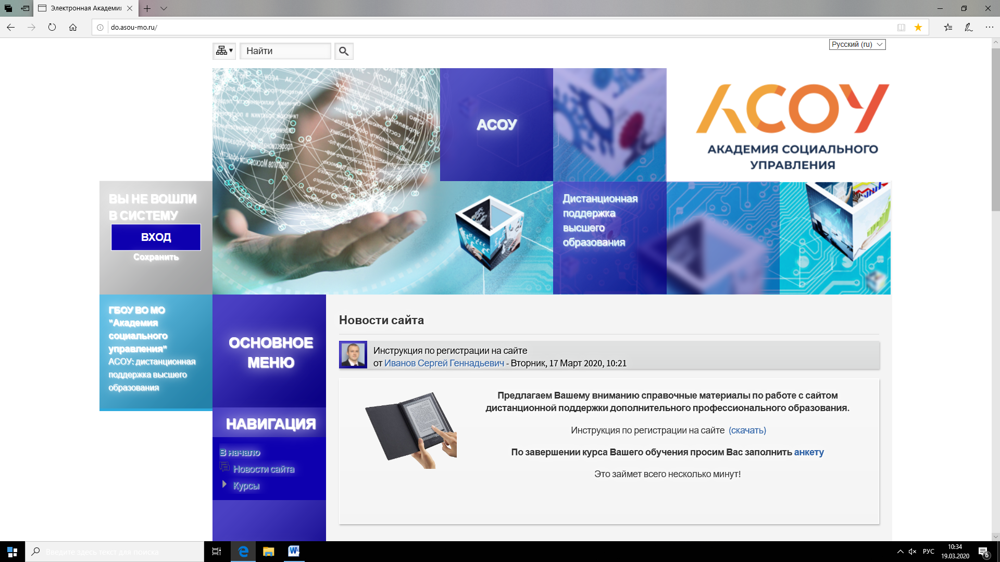 Электронная Академия
do.asou-mo.ru/
Найти
Русский (ru)
АСОУ
АСОУ
АКАДЕМИЯ СОЦИАЛЬНОГО
УПРАВЛЕНИЯ
ВЫ НЕ ВОШЛИ
В СИСТЕМУ
ВХОД
Сохранить
Дистанционная
поддержка
высшего
образования
ГБОУ ВО МО
"Академия
социального
управления"
АСОУ: дистанционная
поддержка высшего
образования
ОСНОВНОЕ
МЕНЮ
НАВИГАЦИЯ
В начало
Новости сайта
Курсы
Новости сайта
Инструкция по регистрации на сайте
от Иванов Сергей Геннадьевич - Вторник, 17 Март 2020, 10:21
Предлагаем Вашему вниманию справочные материалы по работе с сайтом
дистанционной поддержки дополнительного профессионального образования.
Инструкция по регистрации на сайте (скачать)
По завершении курса Вашего обучения просим Вас заполнить анкету
Это займет всего несколько минут!
Введите здесь текст для поиска
РУС
10:34
19.03.2020
6